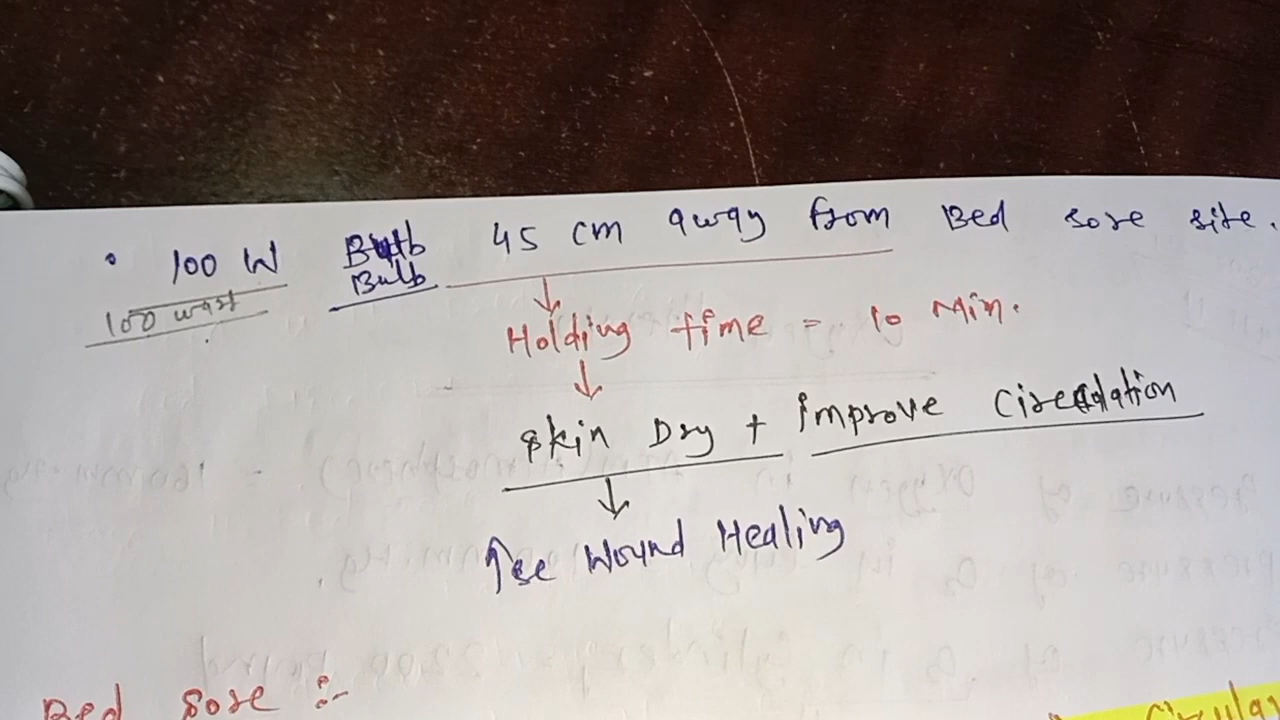 • 100 W Bulb 45 cm away from Bed sore site.
Bulb
100 watt
Holding time = 10 Min.
skin Dry + improve Circulation
↑se Wound Healing
Bed sore :-
Circular